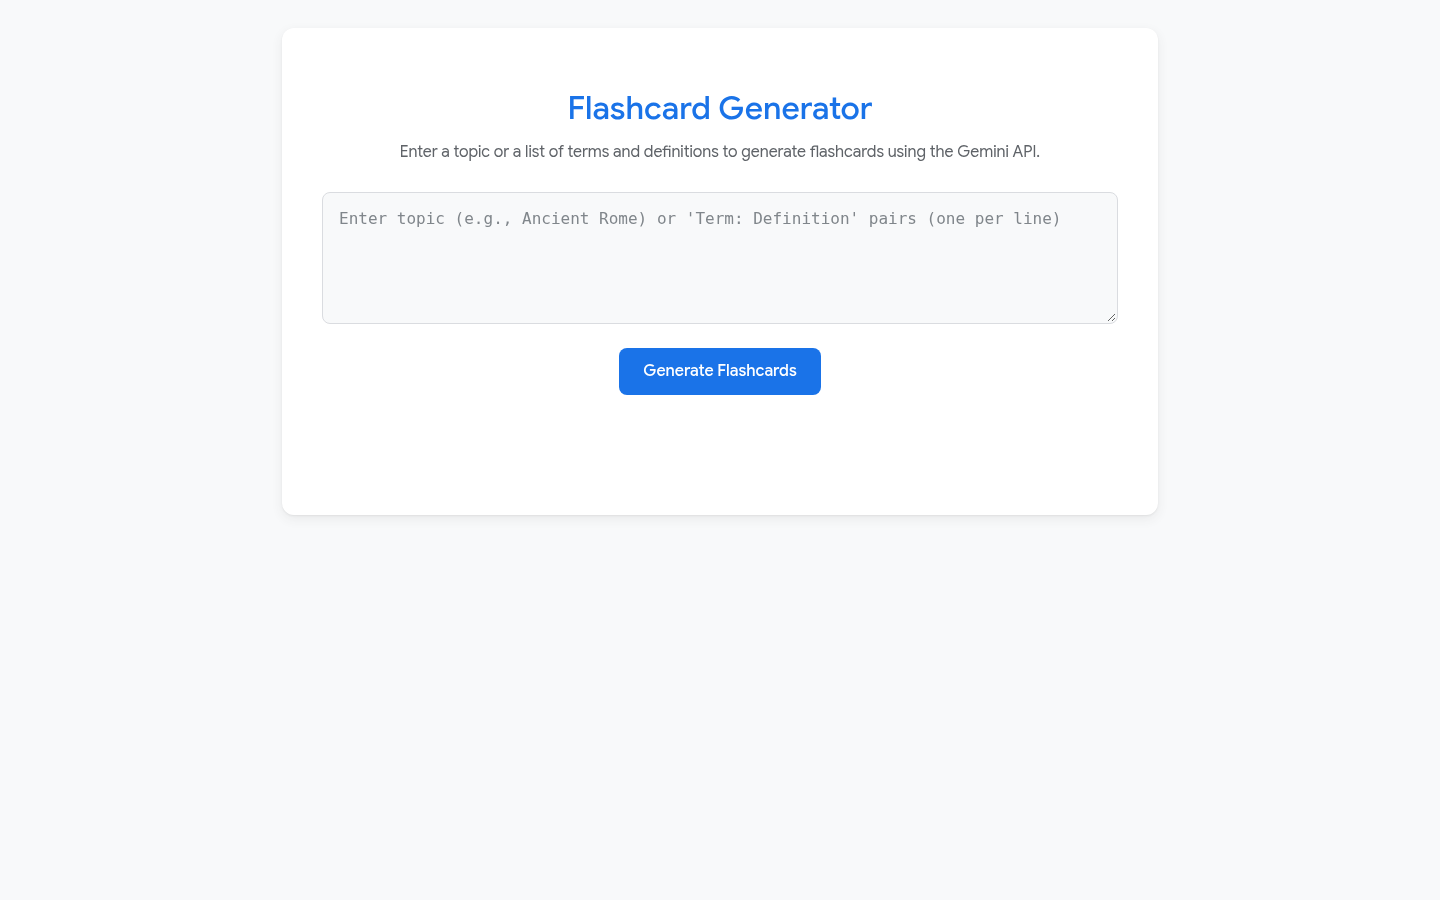 Flashcard Generator
Enter a topic or a list of terms and definitions to generate flashcards using the Gemini API.
Enter topic (e.g., Ancient Rome) or 'Term: Definition' pairs (one per line)
Generate Flashcards